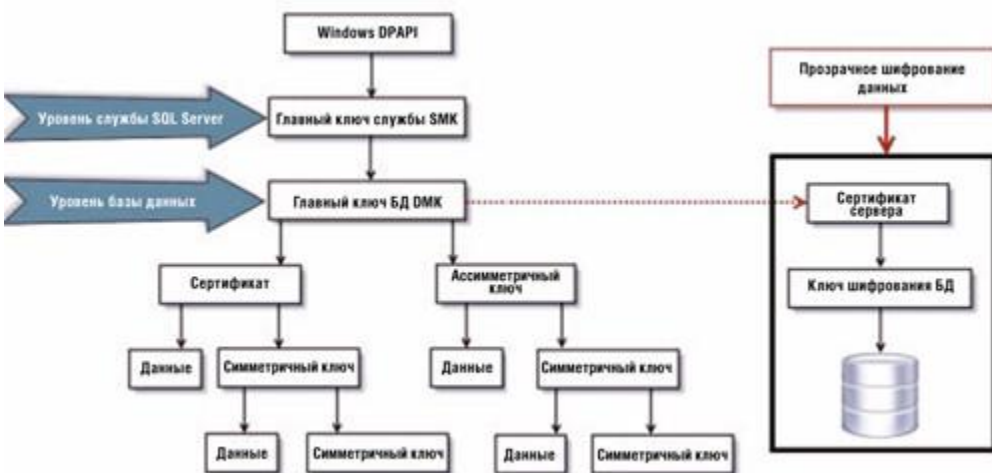 Windows DPAPI
Прозрачное шифрование
данных
Уровень службы SQL Server
Главный ключ службы SMK
Уровень базы данных
Главный ключ БД DMK
Сертификат
сервера
Сертификат
Ассимметричный
ключ
Ключ шифрования БД
Данные
Симметричный ключ
Данные
Симметричный ключ
Данные
Симметричный ключ
Данные
Симметричный ключ